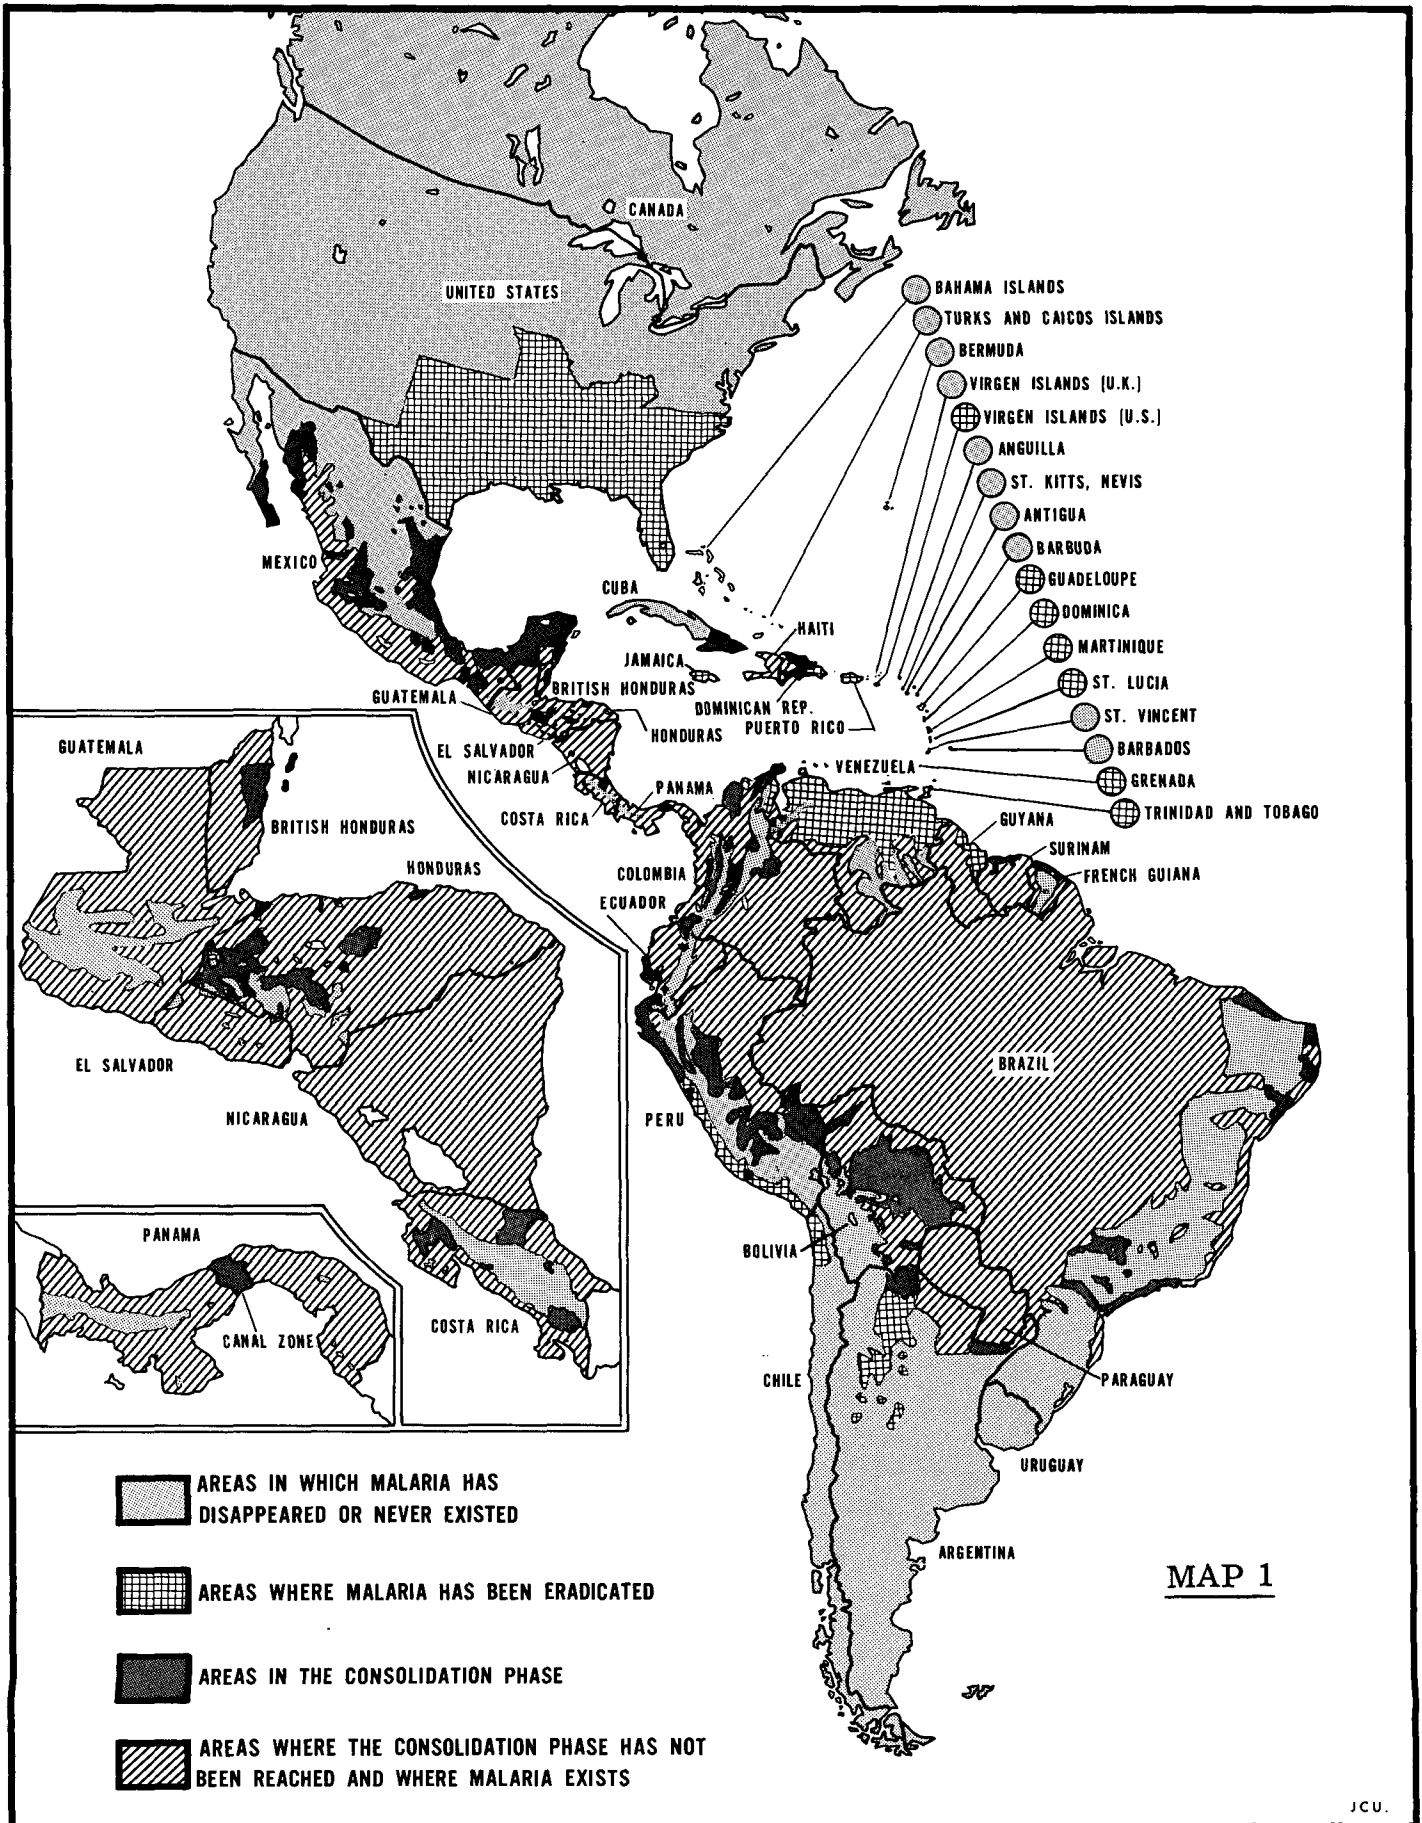 CANADA
UNITED STATES
BAHAMA ISLANDS
TURKS AND CAICOS ISLANDS
BERMUDA
VIRGEN ISLANDS (U.K.)
VIRGEN ISLANDS (U.S.)
ANGUILLA
ST. KITTS, NEVIS
ANTIGUA
BARBUDA
GUADELOUPE
DOMINICA
MARTINIQUE
ST. LUCIA
ST. VINCENT
BARBADOS
GRENADA
TRINIDAD AND TOBAGO
MEXICO
CUBA
HAITI
JAMAICA
BRITISH HONDURAS
GUATEMALA
DOMINICAN REP.
PUERTO RICO
HONDURAS
EL SALVADOR
NICARAGUA
VENEZUELA
PANAMA
COSTA RICA
GUYANA
SURINAM
FRENCH GUIANA
COLOMBIA
ECUADOR
BRAZIL
PERU
BOLIVIA
CHILE
PARAGUAY
URUGUAY
ARGENTINA
GUATEMALA
BRITISH HONDURAS
HONDURAS
EL SALVADOR
NICARAGUA
COSTA RICA
PANAMA
CANAL ZONE
AREAS IN WHICH MALARIA HAS
DISAPPEARED OR NEVER EXISTED
AREAS WHERE MALARIA HAS BEEN ERADICATED
AREAS IN THE CONSOLIDATION PHASE
AREAS WHERE THE CONSOLIDATION PHASE HAS NOT
BEEN REACHED AND WHERE MALARIA EXISTS
MAP 1
JCU.